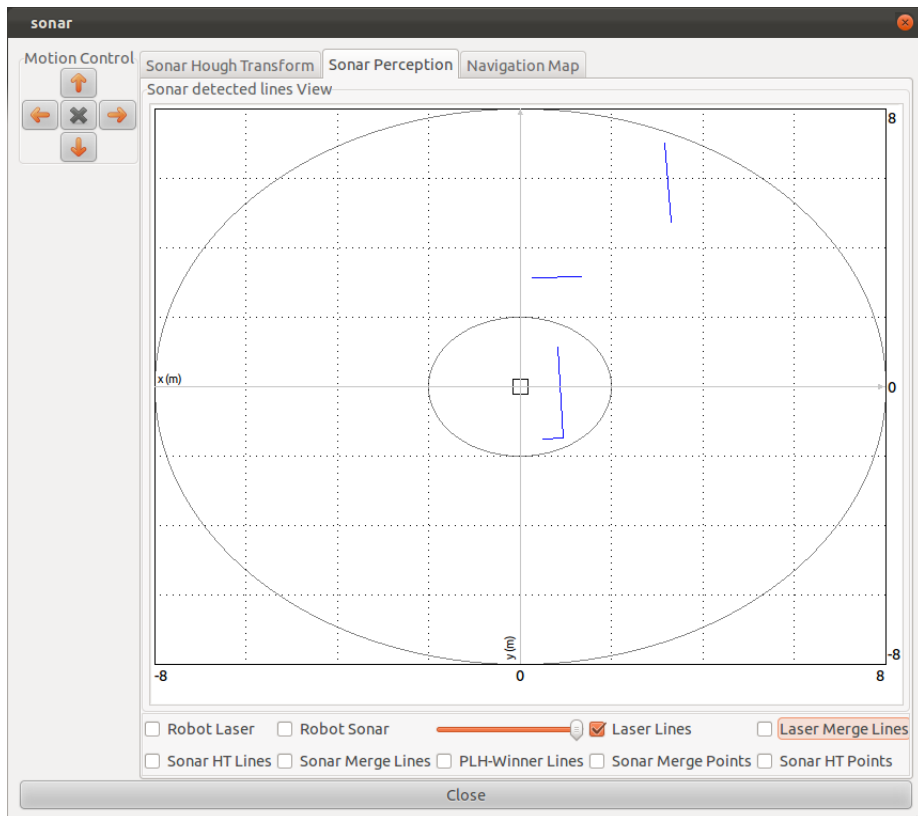 sonar
Motion Control
Sonar Hough Transform Sonar Perception Navigation Map
Sonar detected lines View
8
x (m)
0
y (m)
-8
-8 0 8
Robot Laser Robot Sonar Laser Lines Laser Merge Lines
Sonar HT Lines Sonar Merge Lines PLH-Winner Lines Sonar Merge Points Sonar HT Points
Close